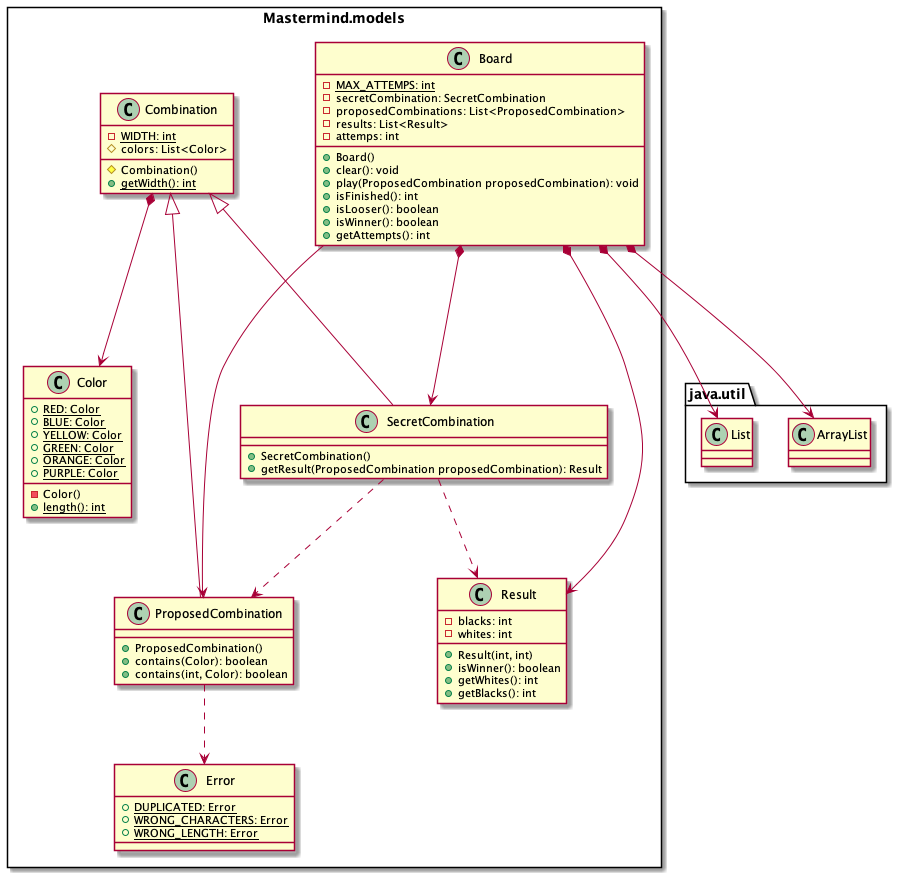 Mastermind.models
C Board
MAX_ATTEMPS: int
secretCombination: SecretCombination
proposedCombinations: List<ProposedCombination>
results: List<Result>
attemps: int
Board()
clear(): void
play(ProposedCombination proposedCombination): void
isFinished(): int
isLooser(): boolean
isWinner(): boolean
getAttempts(): int
C Combination
WIDTH: int
colors: List<Color>
Combination()
getWidth(): int
C Color
RED: Color
BLUE: Color
YELLOW: Color
GREEN: Color
ORANGE: Color
PURPLE: Color
Color()
length(): int
C SecretCombination
SecretCombination()
getResult(ProposedCombination proposedCombination): Result
java.util
C List
C ArrayList
C ProposedCombination
ProposedCombination()
contains(Color): boolean
contains(int, Color): boolean
C Result
blacks: int
whites: int
Result(int, int)
isWinner(): boolean
getWhites(): int
getBlacks(): int
C Error
DUPLICATED: Error
WRONG_CHARACTERS: Error
WRONG_LENGTH: Error